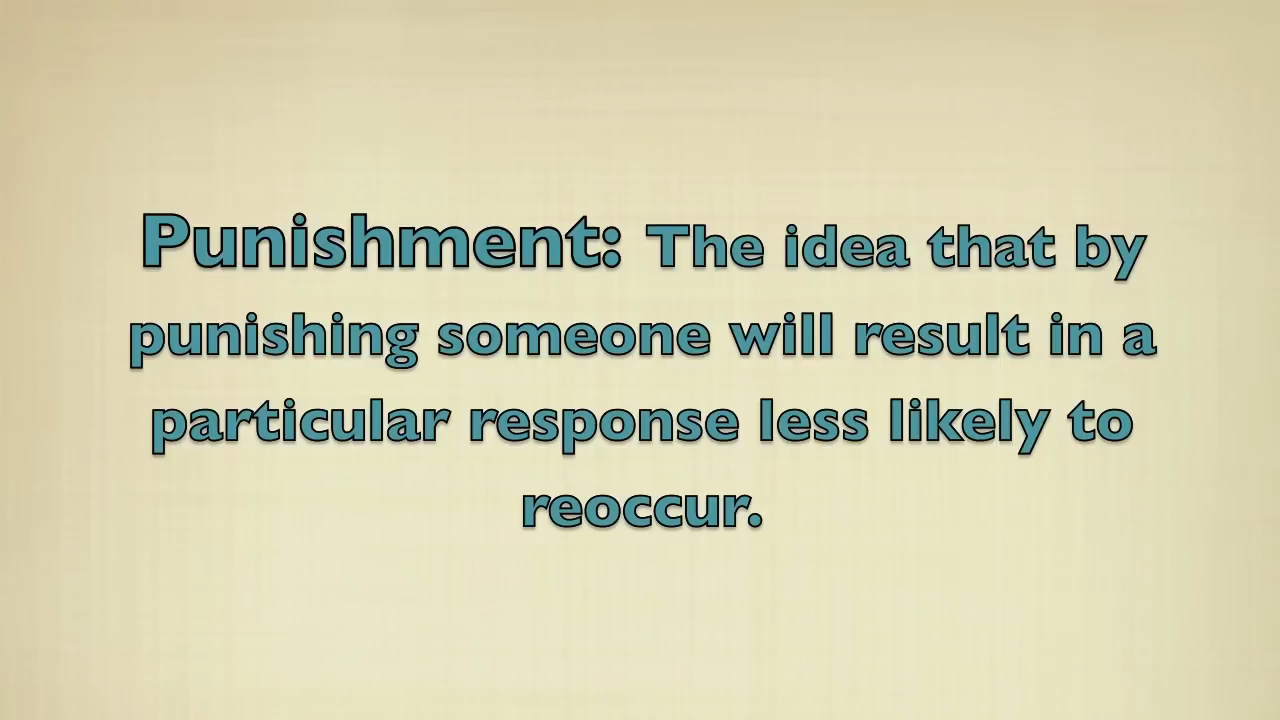 Punishment: The idea that by
punishing someone will result in a
particular response less likely to
reoccur.